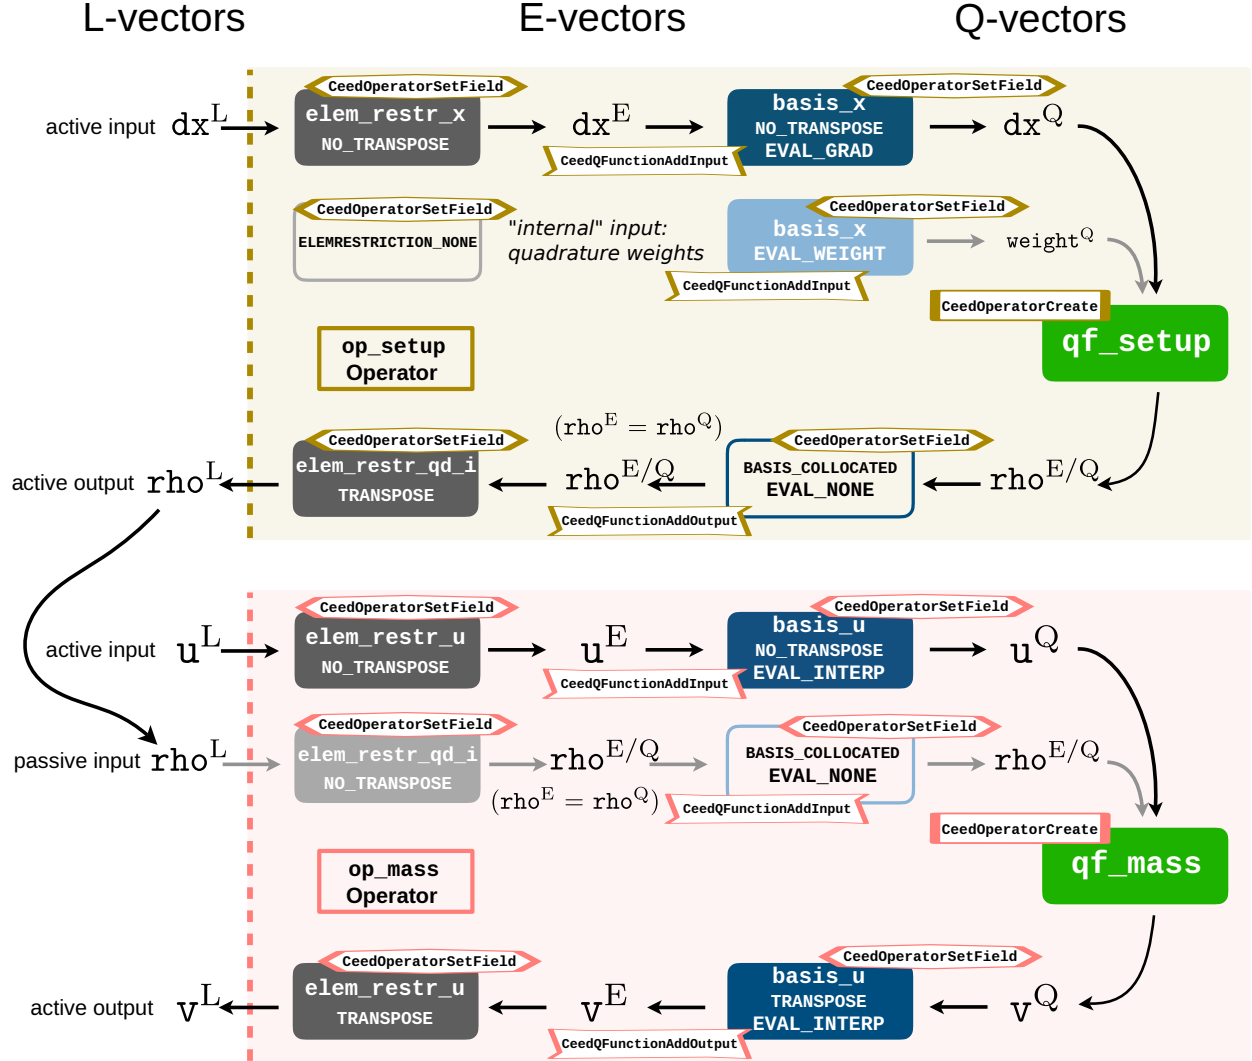 L-vectors
E-vectors
Q-vectors
CeedOperatorSetField
CeedOperatorSetField
active input
dx^L
elem_restr_x
NO_TRANSPOSE
dx^E
basis_x
NO_TRANSPOSE
EVAL_GRAD
dx^Q
CeedQFunctionAddInput
CeedOperatorSetField
ELEMRESTRICTION_NONE
"internal" input:
quadrature weights
CeedOperatorSetField
basis_x
EVAL_WEIGHT
weight^Q
CeedQFunctionAddInput
CeedOperatorCreate
qf_setup
op_setup
Operator
(rho^E = rho^Q)
CeedOperatorSetField
CeedOperatorSetField
active output
rho^L
elem_restr_qd_i
TRANSPOSE
rho^E/Q
BASIS_COLLOCATED
EVAL_NONE
rho^E/Q
CeedQFunctionAddOutput
CeedOperatorSetField
CeedOperatorSetField
active input
u^L
elem_restr_u
NO_TRANSPOSE
u^E
basis_u
NO_TRANSPOSE
EVAL_INTERP
u^Q
CeedQFunctionAddInput
CeedOperatorSetField
CeedOperatorSetField
passive input
rho^L
elem_restr_qd_i
NO_TRANSPOSE
rho^E/Q
(rho^E = rho^Q)
BASIS_COLLOCATED
EVAL_NONE
rho^E/Q
CeedQFunctionAddInput
CeedOperatorCreate
qf_mass
op_mass
Operator
CeedOperatorSetField
CeedOperatorSetField
active output
v^L
elem_restr_u
TRANSPOSE
v^E
basis_u
TRANSPOSE
EVAL_INTERP
v^Q
CeedQFunctionAddOutput